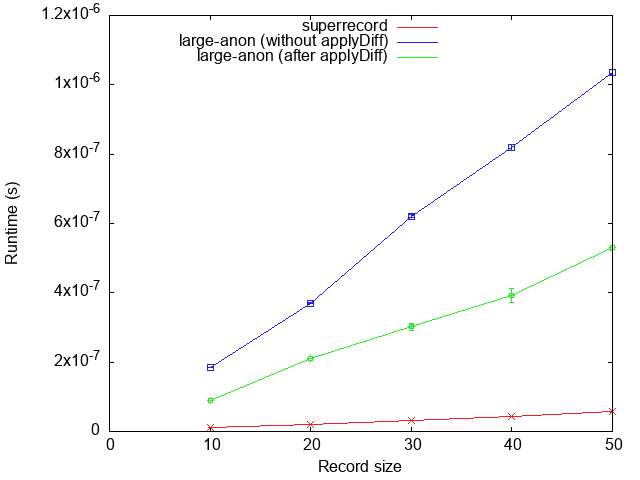 superrecord
large-anon (without applyDiff)
large-anon (after applyDiff)
1.2x10-6
1x10-6
8x10-7
6x10-7
4x10-7
2x10-7
0
Runtime (s)
0 10 20 30 40 50
Record size